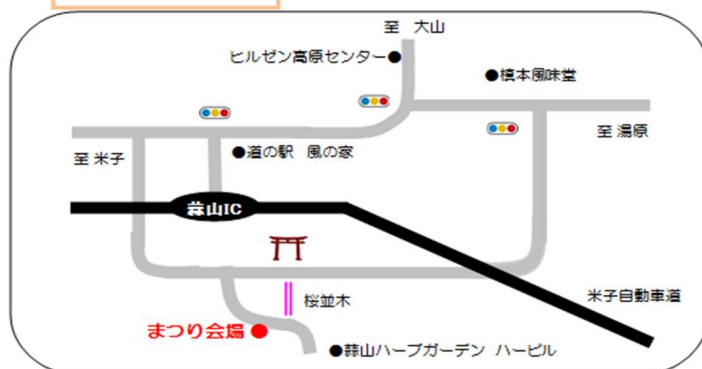 至 大山
ヒルゼン高原センター●
●槙本風味堂
至 米子
●道の駅 風の家
至 湯原
蒜山IC
桜並木
米子自動車道
まつり会場 ●
●蒜山ハーブガーデン ハービル